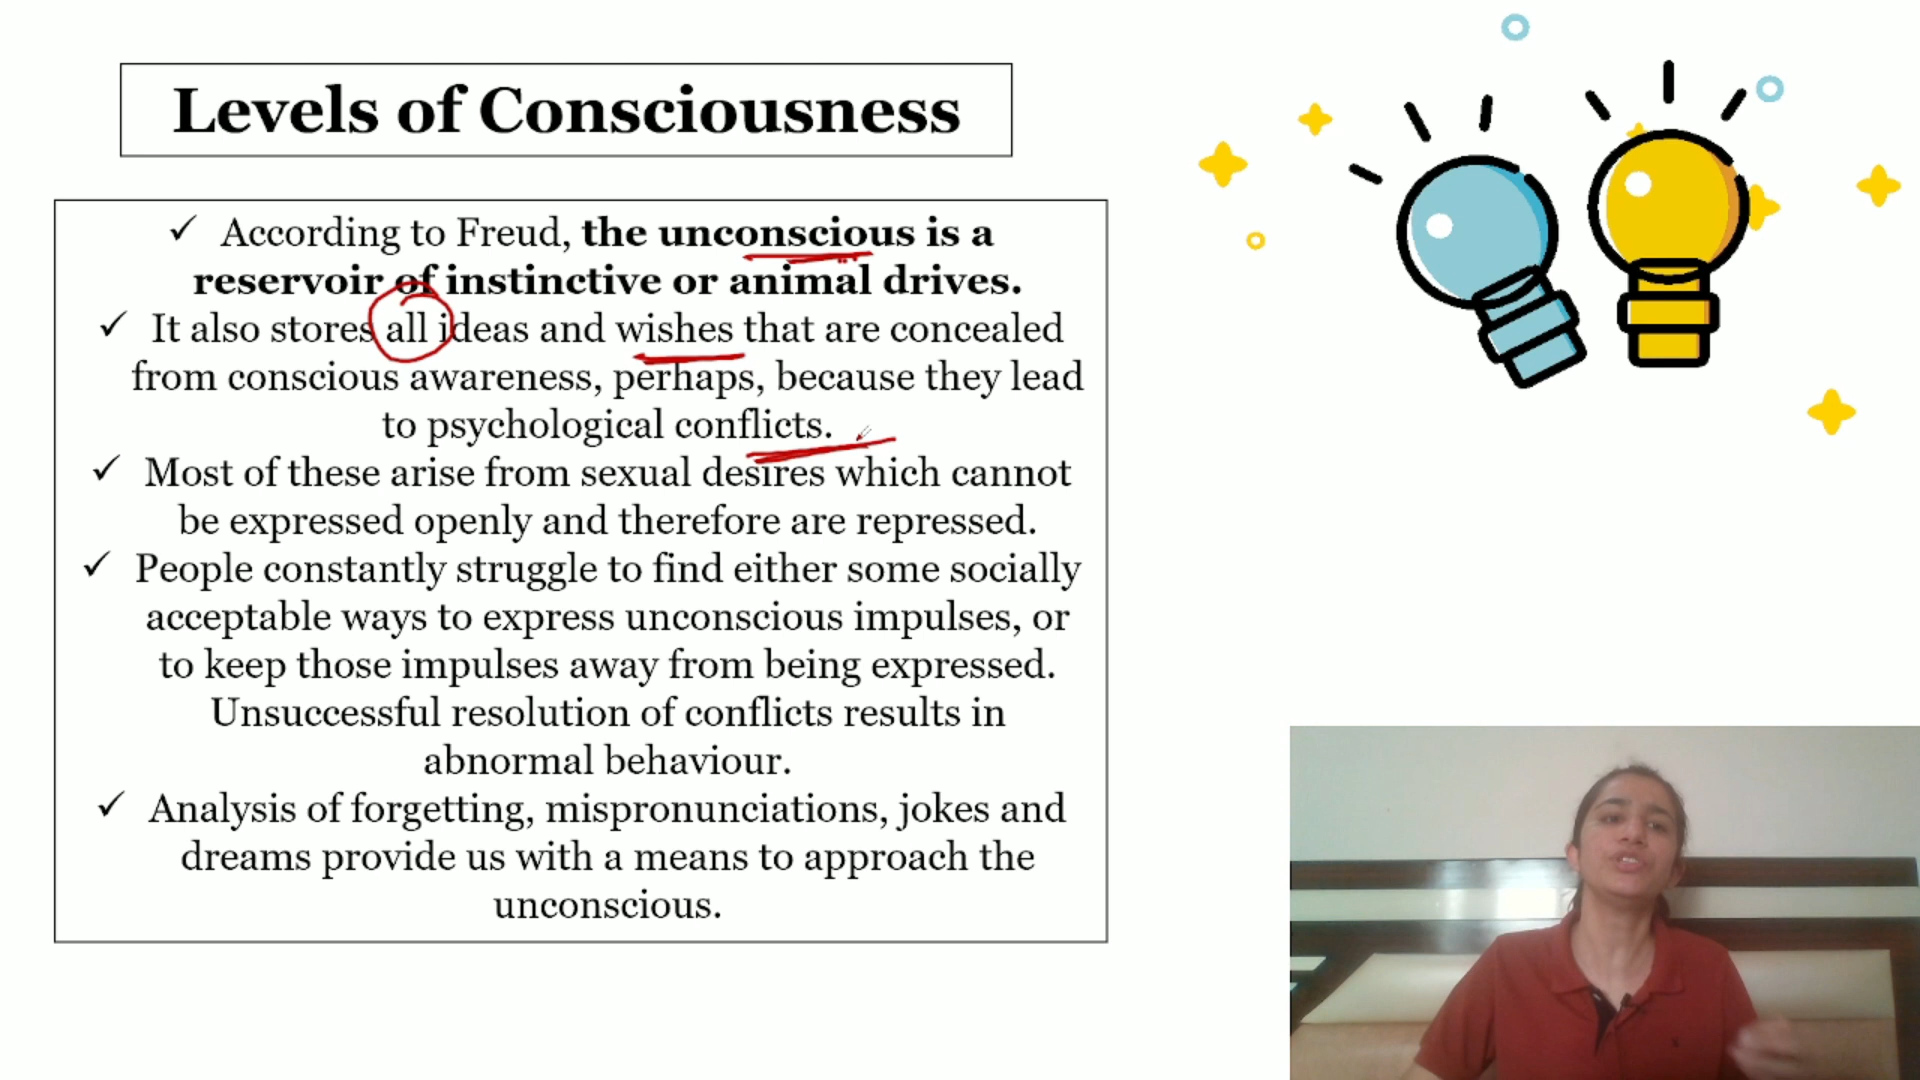 Levels of Consciousness
✓ According to Freud, the unconscious is a
reservoir of instinctive or animal drives.
✓ It also stores all ideas and wishes that are concealed
from conscious awareness, perhaps, because they lead
to psychological conflicts.
✓ Most of these arise from sexual desires which cannot
be expressed openly and therefore are repressed.
✓ People constantly struggle to find either some socially
acceptable ways to express unconscious impulses, or
to keep those impulses away from being expressed.
Unsuccessful resolution of conflicts results in
abnormal behaviour.
✓ Analysis of forgetting, mispronunciations, jokes and
dreams provide us with a means to approach the
unconscious.